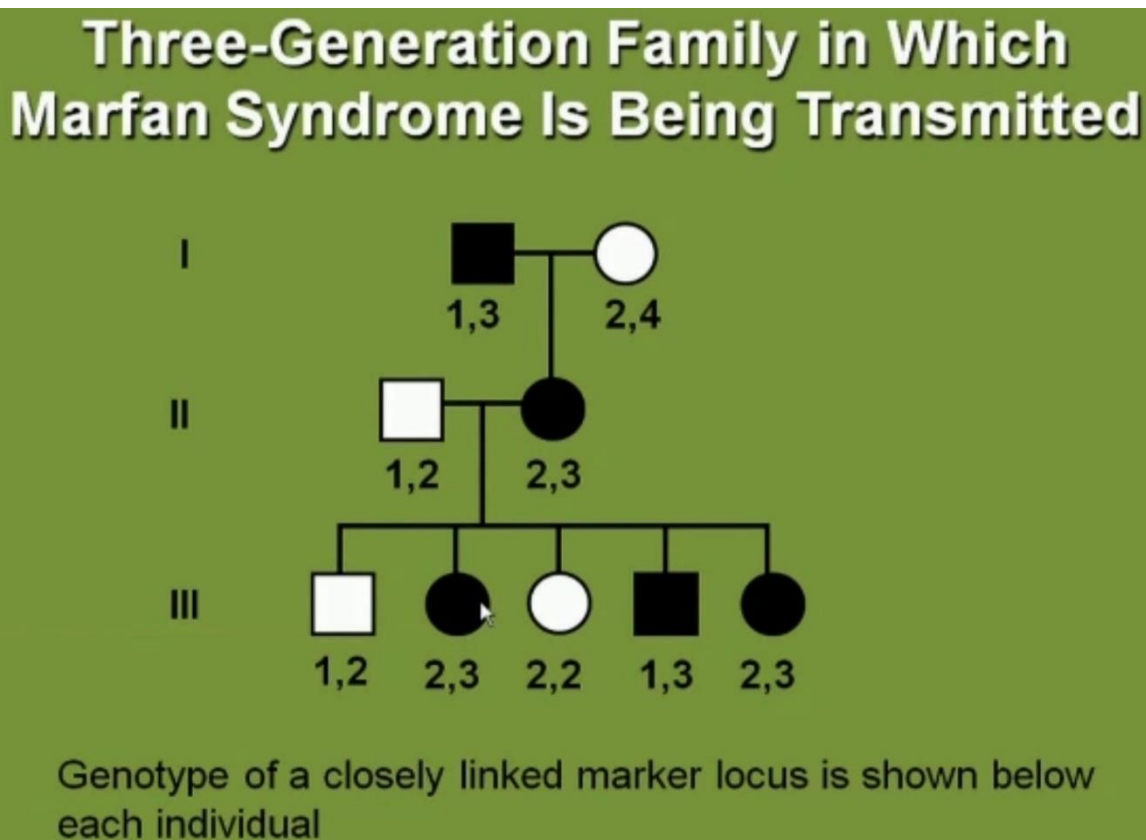 Three-Generation Family in Which
Marfan Syndrome Is Being Transmitted
I
1,3 2,4
II
1,2 2,3
III
1,2 2,3 2,2 1,3 2,3
Genotype of a closely linked marker locus is shown below
each individual